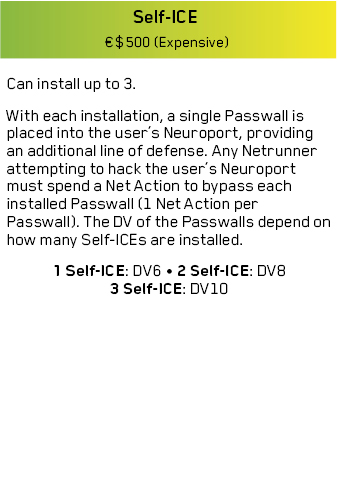 Self-ICE
€$500 (Expensive)
Can install up to 3.
With each installation, a single Passwall is
placed into the user's Neuroport, providing
an additional line of defense. Any Netrunner
attempting to hack the user's Neuroport
must spend a Net Action to bypass each
installed Passwall (1 Net Action per
Passwall). The DV of the Passwalls depend on
how many Self-ICEs are installed.
1 Self-ICE: DV6 • 2 Self-ICE: DV8
3 Self-ICE: DV10